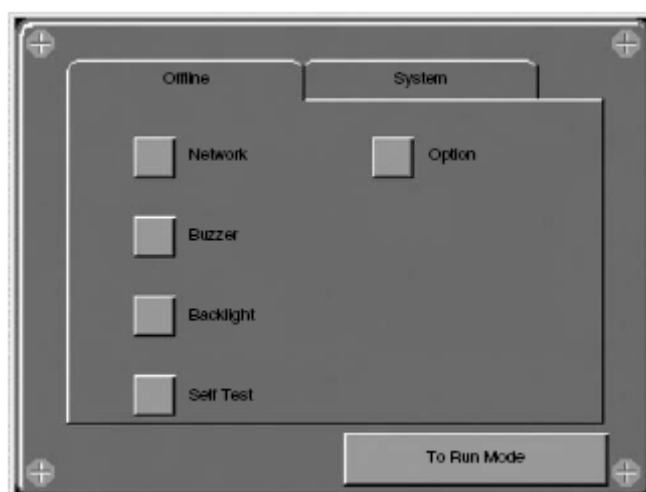 Offline System
Network Option
Buzzer
Backlight
Self Test
To Run Mode